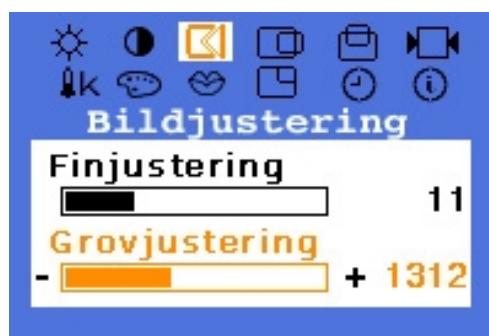 k
Bildjustering
Finjustering
11
Grovjustering
- + 1312